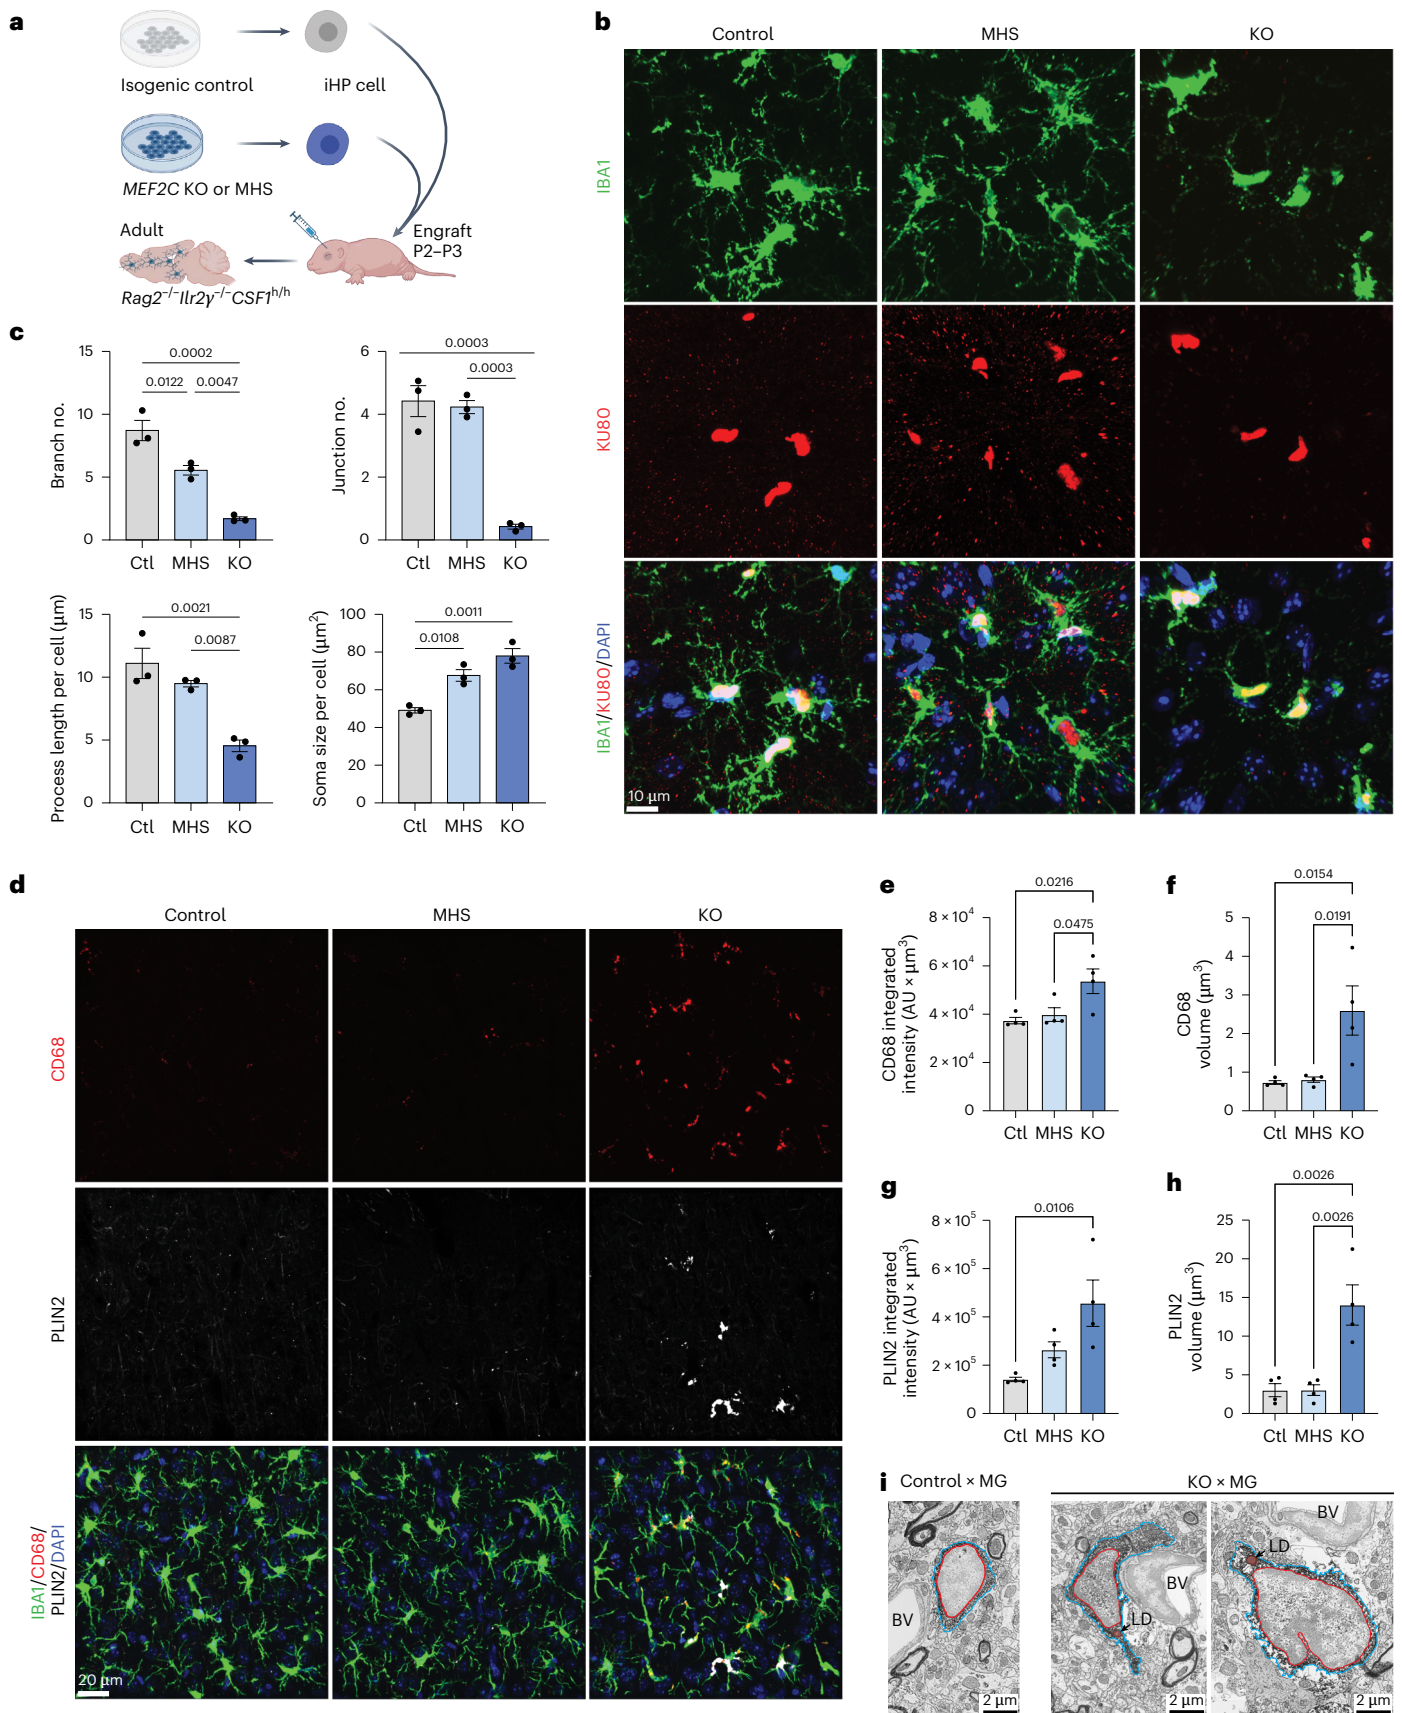 a
Isogenic control
iHP cell
MEF2C KO or MHS
Adult
Engraft
P2–P3
Rag2−/−Ilr2γ−/−CSF1h/h
b
Control
MHS
KO
IBA1
KU80
IBA1/KU80/DAPI
10 μm
c
Branch no.
15
10
5
0
0.0002
0.0122
0.0047
Ctl
MHS
KO
Junction no.
6
4
2
0
0.0003
0.0003
Ctl
MHS
KO
Process length per cell (μm)
15
10
5
0
0.0021
0.0087
Ctl
MHS
KO
Soma size per cell (μm²)
100
80
60
40
20
0
0.0011
0.0108
Ctl
MHS
KO
d
Control
MHS
KO
CD68
PLIN2
IBA1/CD68/
PLIN2/DAPI
20 μm
e
CD68 integrated
intensity (AU × μm³)
8 × 10⁴
6 × 10⁴
4 × 10⁴
2 × 10⁴
0
0.0216
0.0475
Ctl MHS KO
f
CD68
volume (μm³)
5
4
3
2
1
0
0.0154
0.0191
Ctl MHS KO
g
PLIN2 integrated
intensity (AU × μm³)
8 × 10⁵
6 × 10⁵
4 × 10⁵
2 × 10⁵
0
0.0106
Ctl MHS KO
h
PLIN2
volume (μm³)
25
20
15
10
5
0
0.0026
0.0026
Ctl MHS KO
i
Control × MG
KO × MG
BV
2 μm
BV
LD
2 μm
BV
LD
2 μm